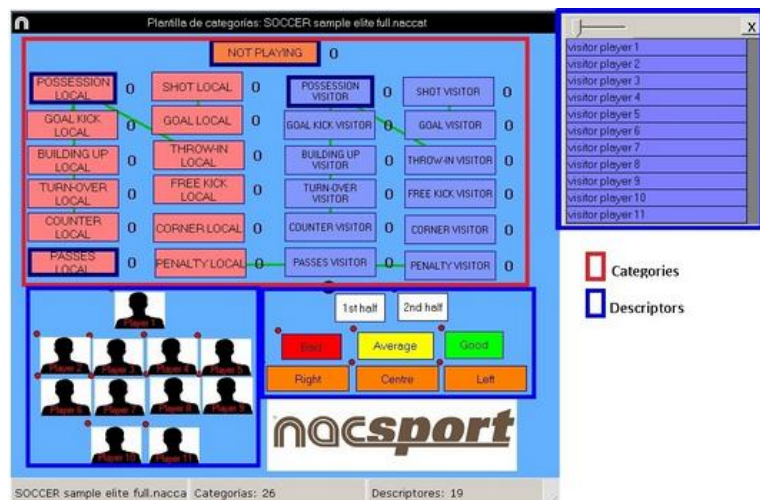 Plantilla de categorías: SOCCER sample elite full.naccat
X
NOT PLAYING 0
POSSESSION LOCAL 0
SHOT LOCAL 0
POSSESSION VISITOR 0
SHOT VISITOR 0
GOAL KICK LOCAL 0
GOAL LOCAL 0
GOAL KICK VISITOR 0
GOAL VISITOR 0
BUILDING UP LOCAL 0
THROW-IN LOCAL 0
BUILDING UP VISITOR 0
THROW-IN VISITOR 0
TURN-OVER LOCAL 0
FREE KICK LOCAL 0
TURN-OVER VISITOR 0
FREE KICK VISITOR 0
COUNTER LOCAL 0
CORNER LOCAL 0
COUNTER VISITOR 0
CORNER VISITOR 0
PASSES LOCAL 0
PENALTY LOCAL 0
PASSES VISITOR 0
PENALTY VISITOR 0
visitor player 1
visitor player 2
visitor player 3
visitor player 4
visitor player 5
visitor player 6
visitor player 7
visitor player 8
visitor player 9
visitor player 10
visitor player 11
Categories
Descriptors
Player 1
Player 2 Player 3 Player 4 Player 5
Player 6 Player 7 Player 8 Player 9
Player 10 Player 11
1st half 2nd half
Bad Average Good
Right Centre Left
nacsport
SOCCER sample elite full.nacca Categorías: 26 Descriptores: 19